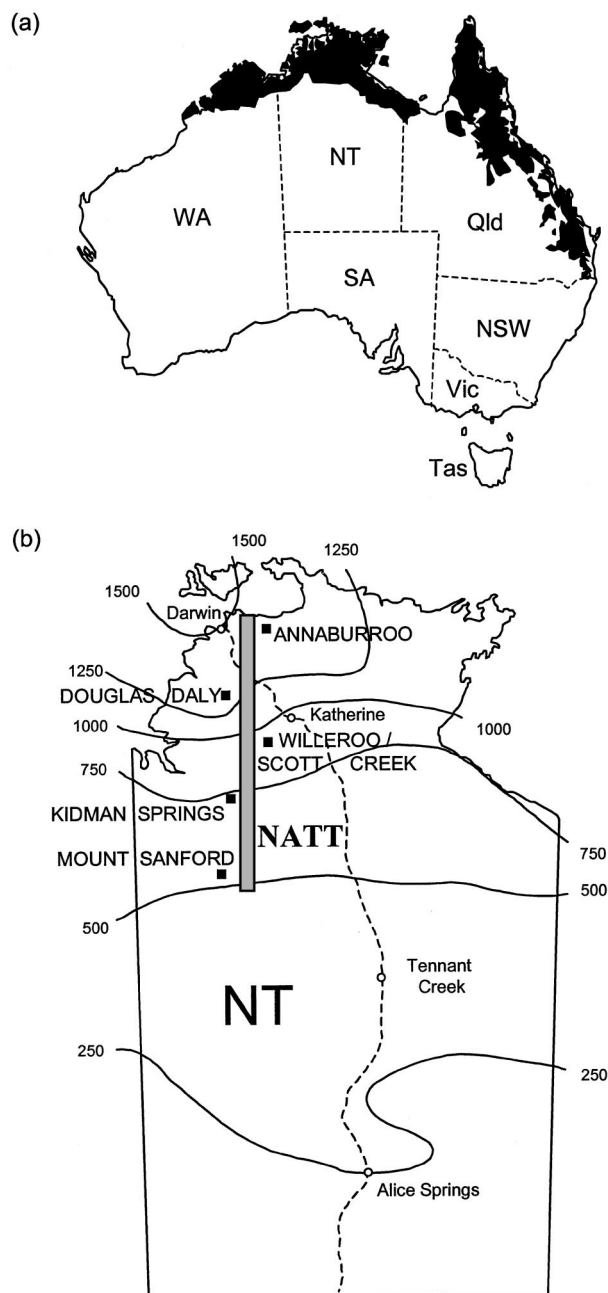 (a)
NT
WA
Qld
SA
NSW
Vic
Tas
(b)
1500
1250
1500
Darwin
ANNABURROO
1250
DOUGLAS DALY
Katherine
1000
1000
WILLEROO /
SCOTT CREEK
750
KIDMAN SPRINGS
NATT
750
MOUNT SANFORD
500
500
Tennant
Creek
NT
250
250
Alice Springs